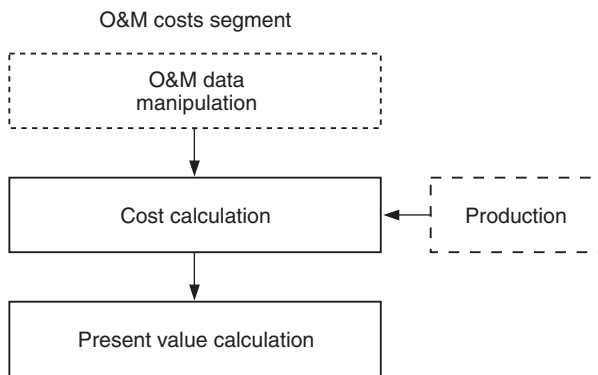 O&M costs segment
O&M data
manipulation
Cost calculation
Production
Present value calculation